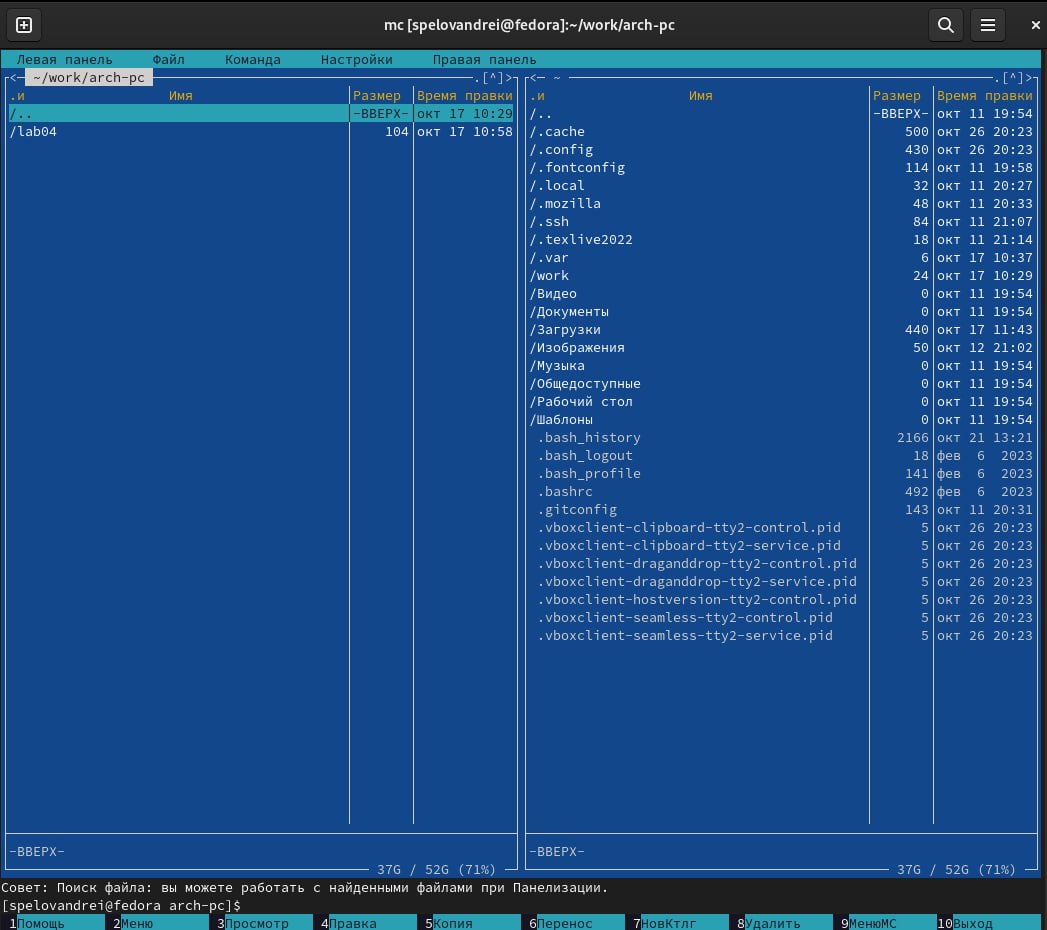 mc [spelovandrei@fedora]:~/work/arch-pc
Левая панель Файл Команда Настройки Правая панель
<─ ~/work/arch-pc ─.[^]>
.и Имя Размер Время правки
/.. -ВВЕРХ- окт 17 10:29
/lab04 104 окт 17 10:58
-ВВЕРХ-
37G / 52G (71%)
<─ ~ ─.[^]>
.и Имя Размер Время правки
/.. -ВВЕРХ- окт 11 19:54
/.cache 500 окт 26 20:23
/.config 430 окт 26 20:23
/.fontconfig 114 окт 11 19:58
/.local 32 окт 11 20:27
/.mozilla 48 окт 11 20:33
/.ssh 84 окт 11 21:07
/.texlive2022 18 окт 11 21:14
/.var 6 окт 17 10:37
/work 24 окт 17 10:29
/Видео 0 окт 11 19:54
/Документы 0 окт 11 19:54
/Загрузки 440 окт 17 11:43
/Изображения 50 окт 12 21:02
/Музыка 0 окт 11 19:54
/Общедоступные 0 окт 11 19:54
/Рабочий стол 0 окт 11 19:54
/Шаблоны 0 окт 11 19:54
.bash_history 2166 окт 21 13:21
.bash_logout 18 фев 6 2023
.bash_profile 141 фев 6 2023
.bashrc 492 фев 6 2023
.gitconfig 143 окт 11 20:31
.vboxclient-clipboard-tty2-control.pid 5 окт 26 20:23
.vboxclient-clipboard-tty2-service.pid 5 окт 26 20:23
.vboxclient-draganddrop-tty2-control.pid 5 окт 26 20:23
.vboxclient-draganddrop-tty2-service.pid 5 окт 26 20:23
.vboxclient-hostversion-tty2-control.pid 5 окт 26 20:23
.vboxclient-seamless-tty2-control.pid 5 окт 26 20:23
.vboxclient-seamless-tty2-service.pid 5 окт 26 20:23
-ВВЕРХ-
37G / 52G (71%)
Совет: Поиск файла: вы можете работать с найденными файлами при Панелизации.
[spelovandrei@fedora arch-pc]$
1Помощь 2Меню 3Просмотр 4Правка 5Копия 6Перенос 7НовКтлг 8Удалить 9МенюMC 10Выход